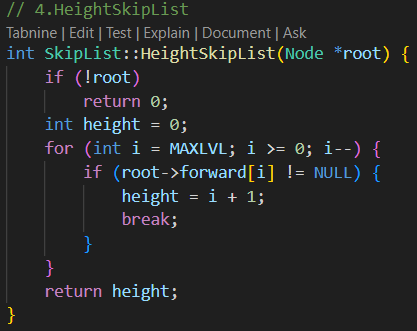 // 4.HeightSkipList
Tabnine | Edit | Test | Explain | Document | Ask
int SkipList::HeightSkipList(Node *root) {
    if (!root)
        return 0;
    int height = 0;
    for (int i = MAXLVL; i >= 0; i--) {
        if (root->forward[i] != NULL) {
            height = i + 1;
            break;
        }
    }
    return height;
}